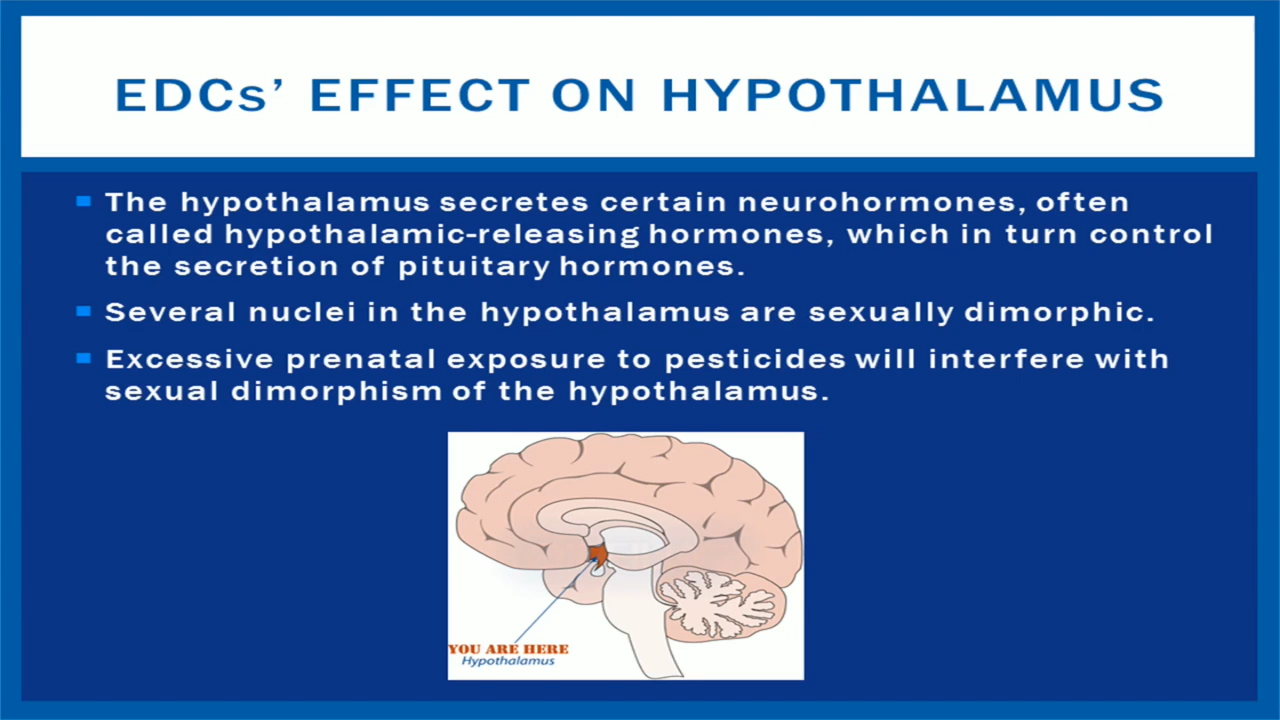 EDCs' EFFECT ON HYPOTHALAMUS
The hypothalamus secretes certain neurohormones, often
called hypothalamic-releasing hormones, which in turn control
the secretion of pituitary hormones.
Several nuclei in the hypothalamus are sexually dimorphic.
Excessive prenatal exposure to pesticides will interfere with
sexual dimorphism of the hypothalamus.
YOU ARE HERE
Hypothalamus